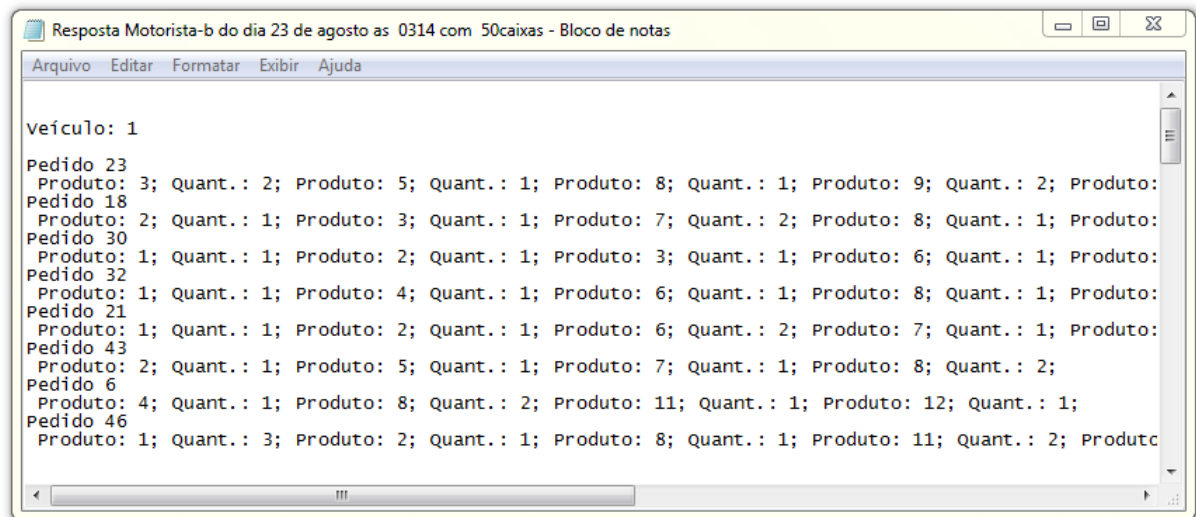 Resposta Motorista-b do dia 23 de agosto as  0314 com  50caixas - Bloco de notas
Arquivo Editar Formatar Exibir Ajuda
Veículo: 1
Pedido 23
Produto: 3; Quant.: 2; Produto: 5; Quant.: 1; Produto: 8; Quant.: 1; Produto: 9; Quant.: 2; Produto:
Pedido 18
Produto: 2; Quant.: 1; Produto: 3; Quant.: 1; Produto: 7; Quant.: 2; Produto: 8; Quant.: 1; Produto:
Pedido 30
Produto: 1; Quant.: 1; Produto: 2; Quant.: 1; Produto: 3; Quant.: 1; Produto: 6; Quant.: 1; Produto:
Pedido 32
Produto: 1; Quant.: 1; Produto: 4; Quant.: 1; Produto: 6; Quant.: 1; Produto: 8; Quant.: 1; Produto:
Pedido 21
Produto: 1; Quant.: 1; Produto: 2; Quant.: 1; Produto: 6; Quant.: 2; Produto: 7; Quant.: 1; Produto:
Pedido 43
Produto: 2; Quant.: 1; Produto: 5; Quant.: 1; Produto: 7; Quant.: 1; Produto: 8; Quant.: 2;
Pedido 6
Produto: 4; Quant.: 1; Produto: 8; Quant.: 2; Produto: 11; Quant.: 1; Produto: 12; Quant.: 1;
Pedido 46
Produto: 1; Quant.: 3; Produto: 2; Quant.: 1; Produto: 8; Quant.: 1; Produto: 11; Quant.: 2; Produto